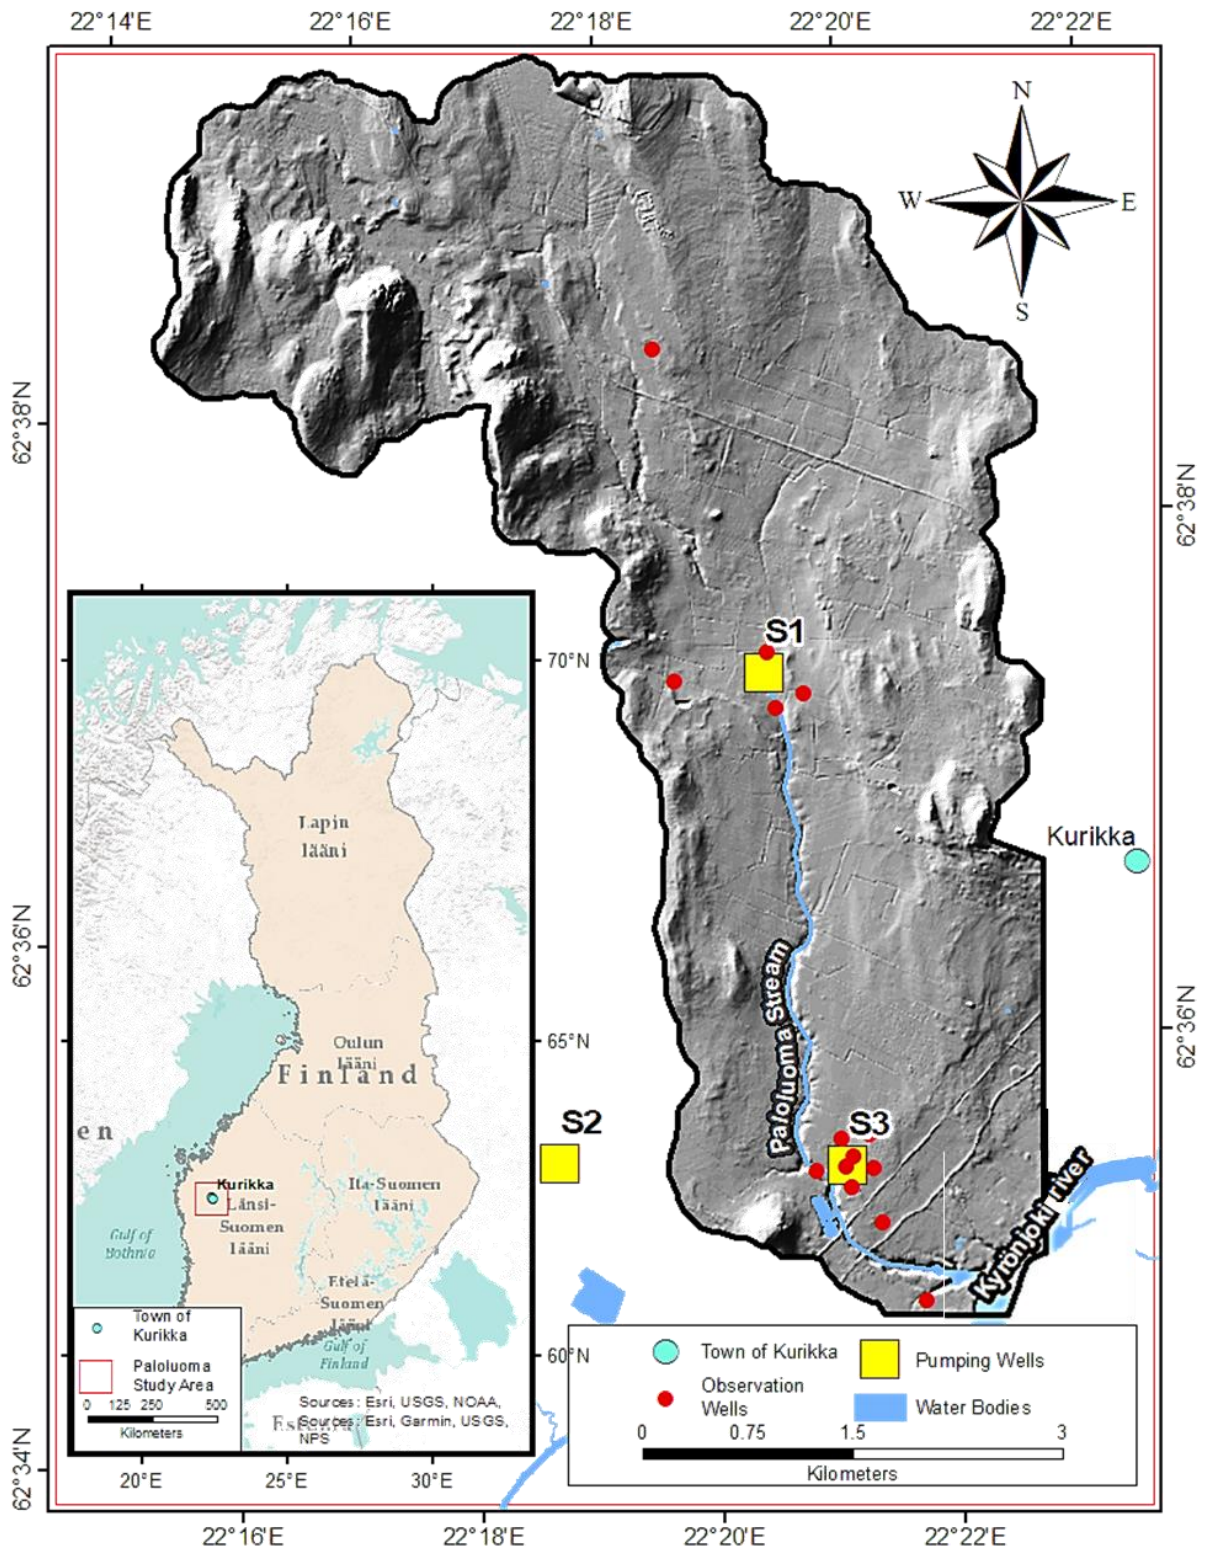 22°14'E
22°16'E
22°18'E
22°20'E
22°22'E
N
W
E
S
62°38'N
62°38'N
S1
70°N
Lapin
lääni
Kurikka
62°36'N
62°36'N
Paloluoma Stream
Oulun
lääni
Finland
65°N
en
S2
S3
Kyrönjoki river
Kurikka
Länsi-
Suomen
lääni
Ita-Suomen
lääni
Gulf of
Bothnia
Etelä-
Suomen
lääni
Gulf of
Finland
60°N
Town of
Kurikka
Paloluoma
Study Area
0 125 250 500
Kilometers
Sources: Esri, USGS, NOAA,
Sources: Esri, Garmin, USGS,
NPS
Town of Kurikka
Pumping Wells
Observation
Wells
Water Bodies
0 0.75 1.5 3
Kilometers
62°34'N
20°E
25°E
30°E
22°16'E
22°18'E
22°20'E
22°22'E